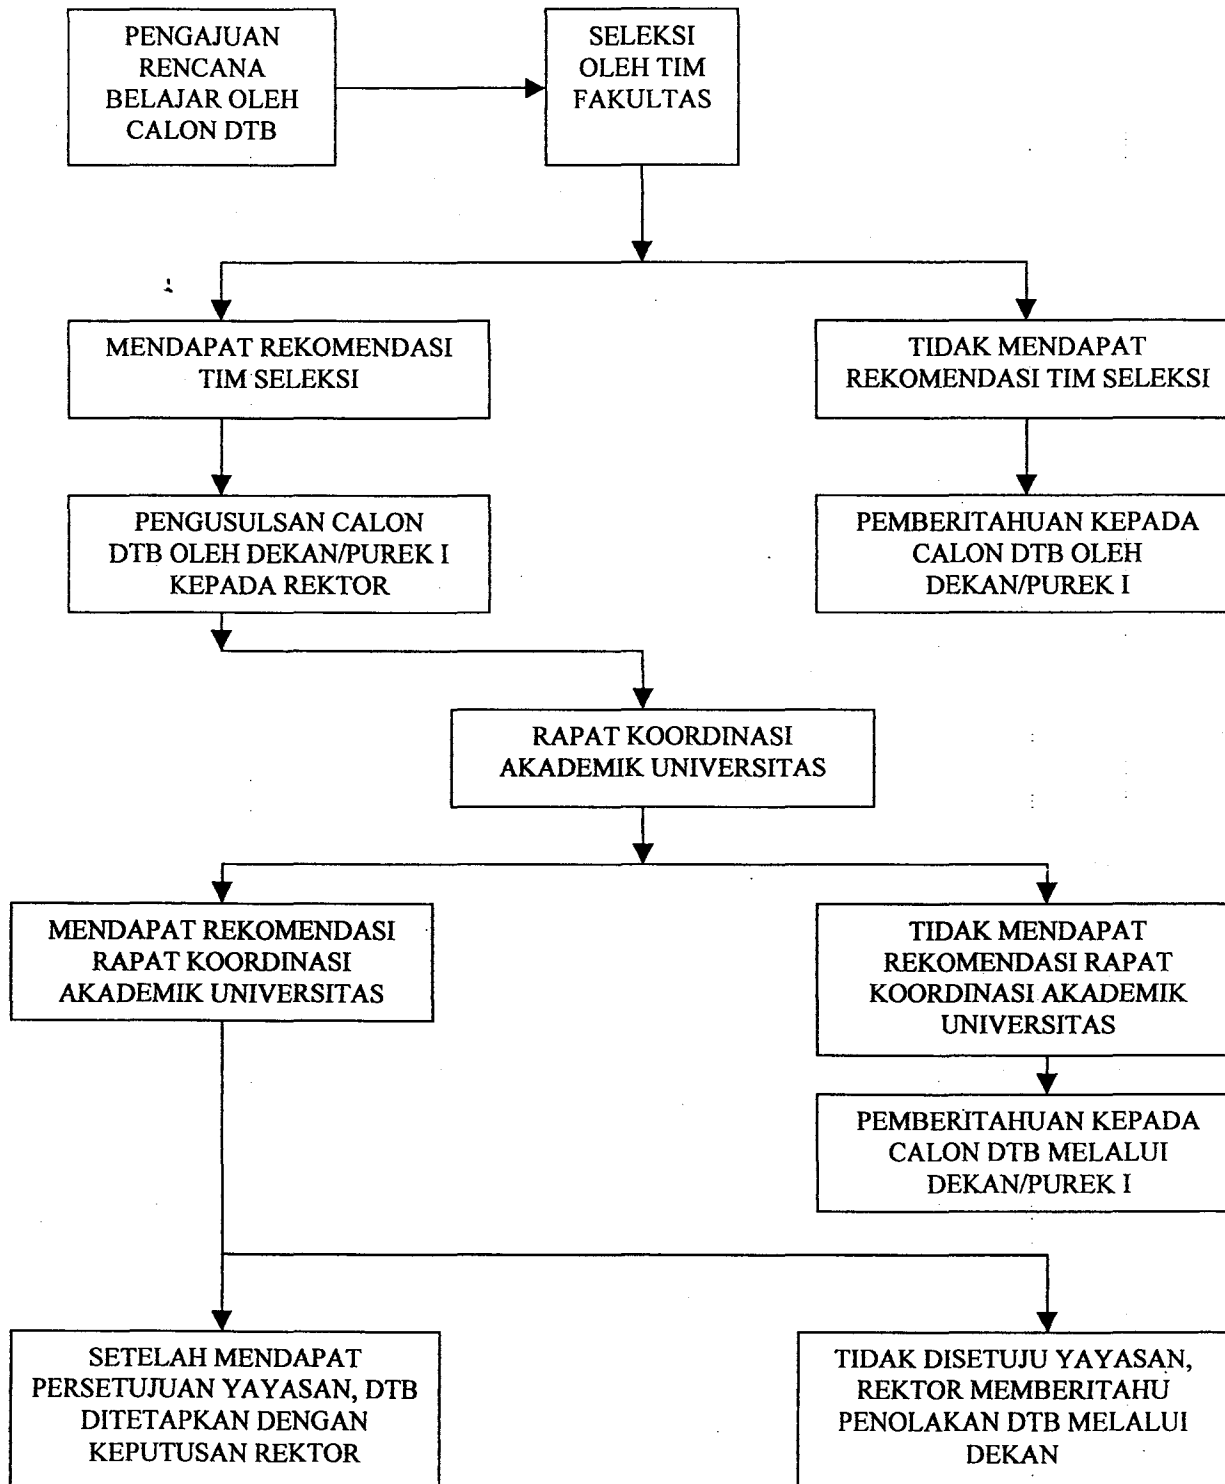 PENGAJUAN
RENCANA
BELAJAR OLEH
CALON DTB
SELEKSI
OLEH TIM
FAKULTAS
MENDAPAT REKOMENDASI
TIM SELEKSI
TIDAK MENDAPAT
REKOMENDASI TIM SELEKSI
PENGUSULSAN CALON
DTB OLEH DEKAN/PUREK I
KEPADA REKTOR
PEMBERITAHUAN KEPADA
CALON DTB OLEH
DEKAN/PUREK I
RAPAT KOORDINASI
AKADEMIK UNIVERSITAS
MENDAPAT REKOMENDASI
RAPAT KOORDINASI
AKADEMIK UNIVERSITAS
TIDAK MENDAPAT
REKOMENDASI RAPAT
KOORDINASI AKADEMIK
UNIVERSITAS
PEMBERITAHUAN KEPADA
CALON DTB MELALUI
DEKAN/PUREK I
SETELAH MENDAPAT
PERSETUJUAN YAYASAN, DTB
DITETAPKAN DENGAN
KEPUTUSAN REKTOR
TIDAK DISETUJU YAYASAN,
REKTOR MEMBERITAHU
PENOLAKAN DTB MELALUI
DEKAN